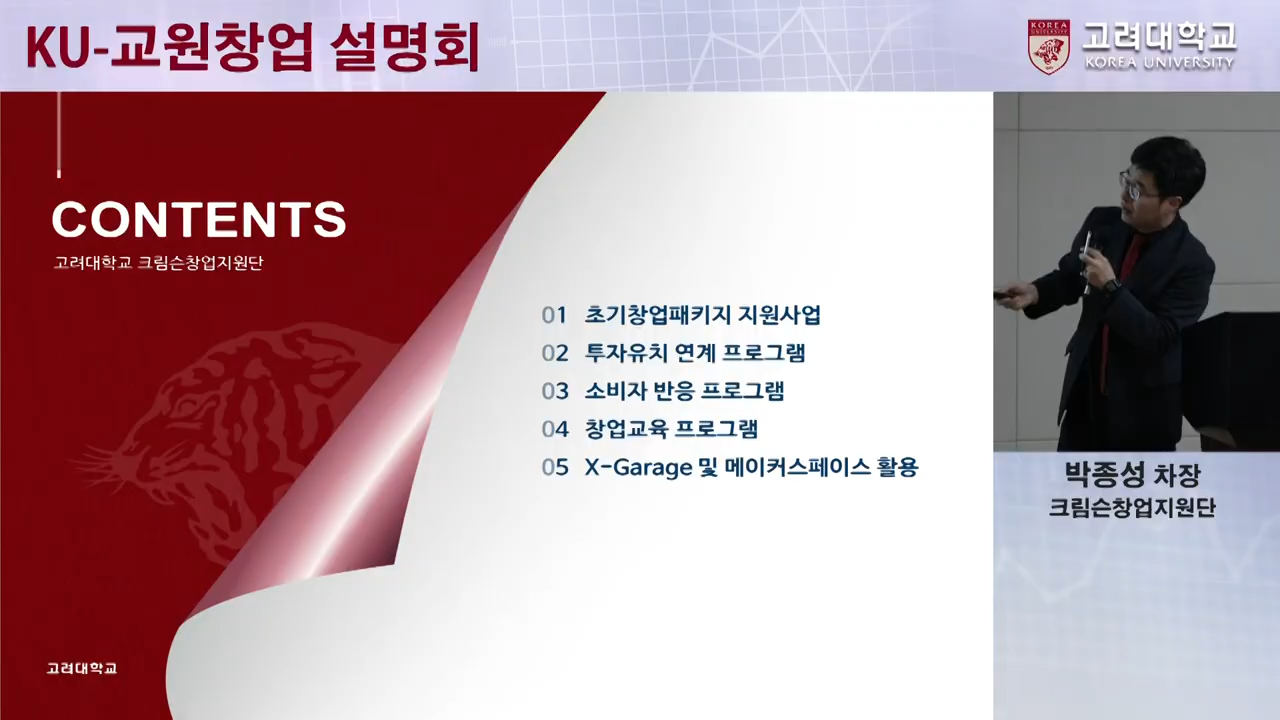 KU-교원창업 설명회
KOREA
UNIVERSITY
고려대학교
KOREA UNIVERSITY
CONTENTS
고려대학교 크림슨창업지원단
01 초기창업패키지 지원사업
02 투자유치 연계 프로그램
03 소비자 반응 프로그램
04 창업교육 프로그램
05 X-Garage 및 메이커스페이스 활용
고려대학교
박종성 차장
크림슨창업지원단